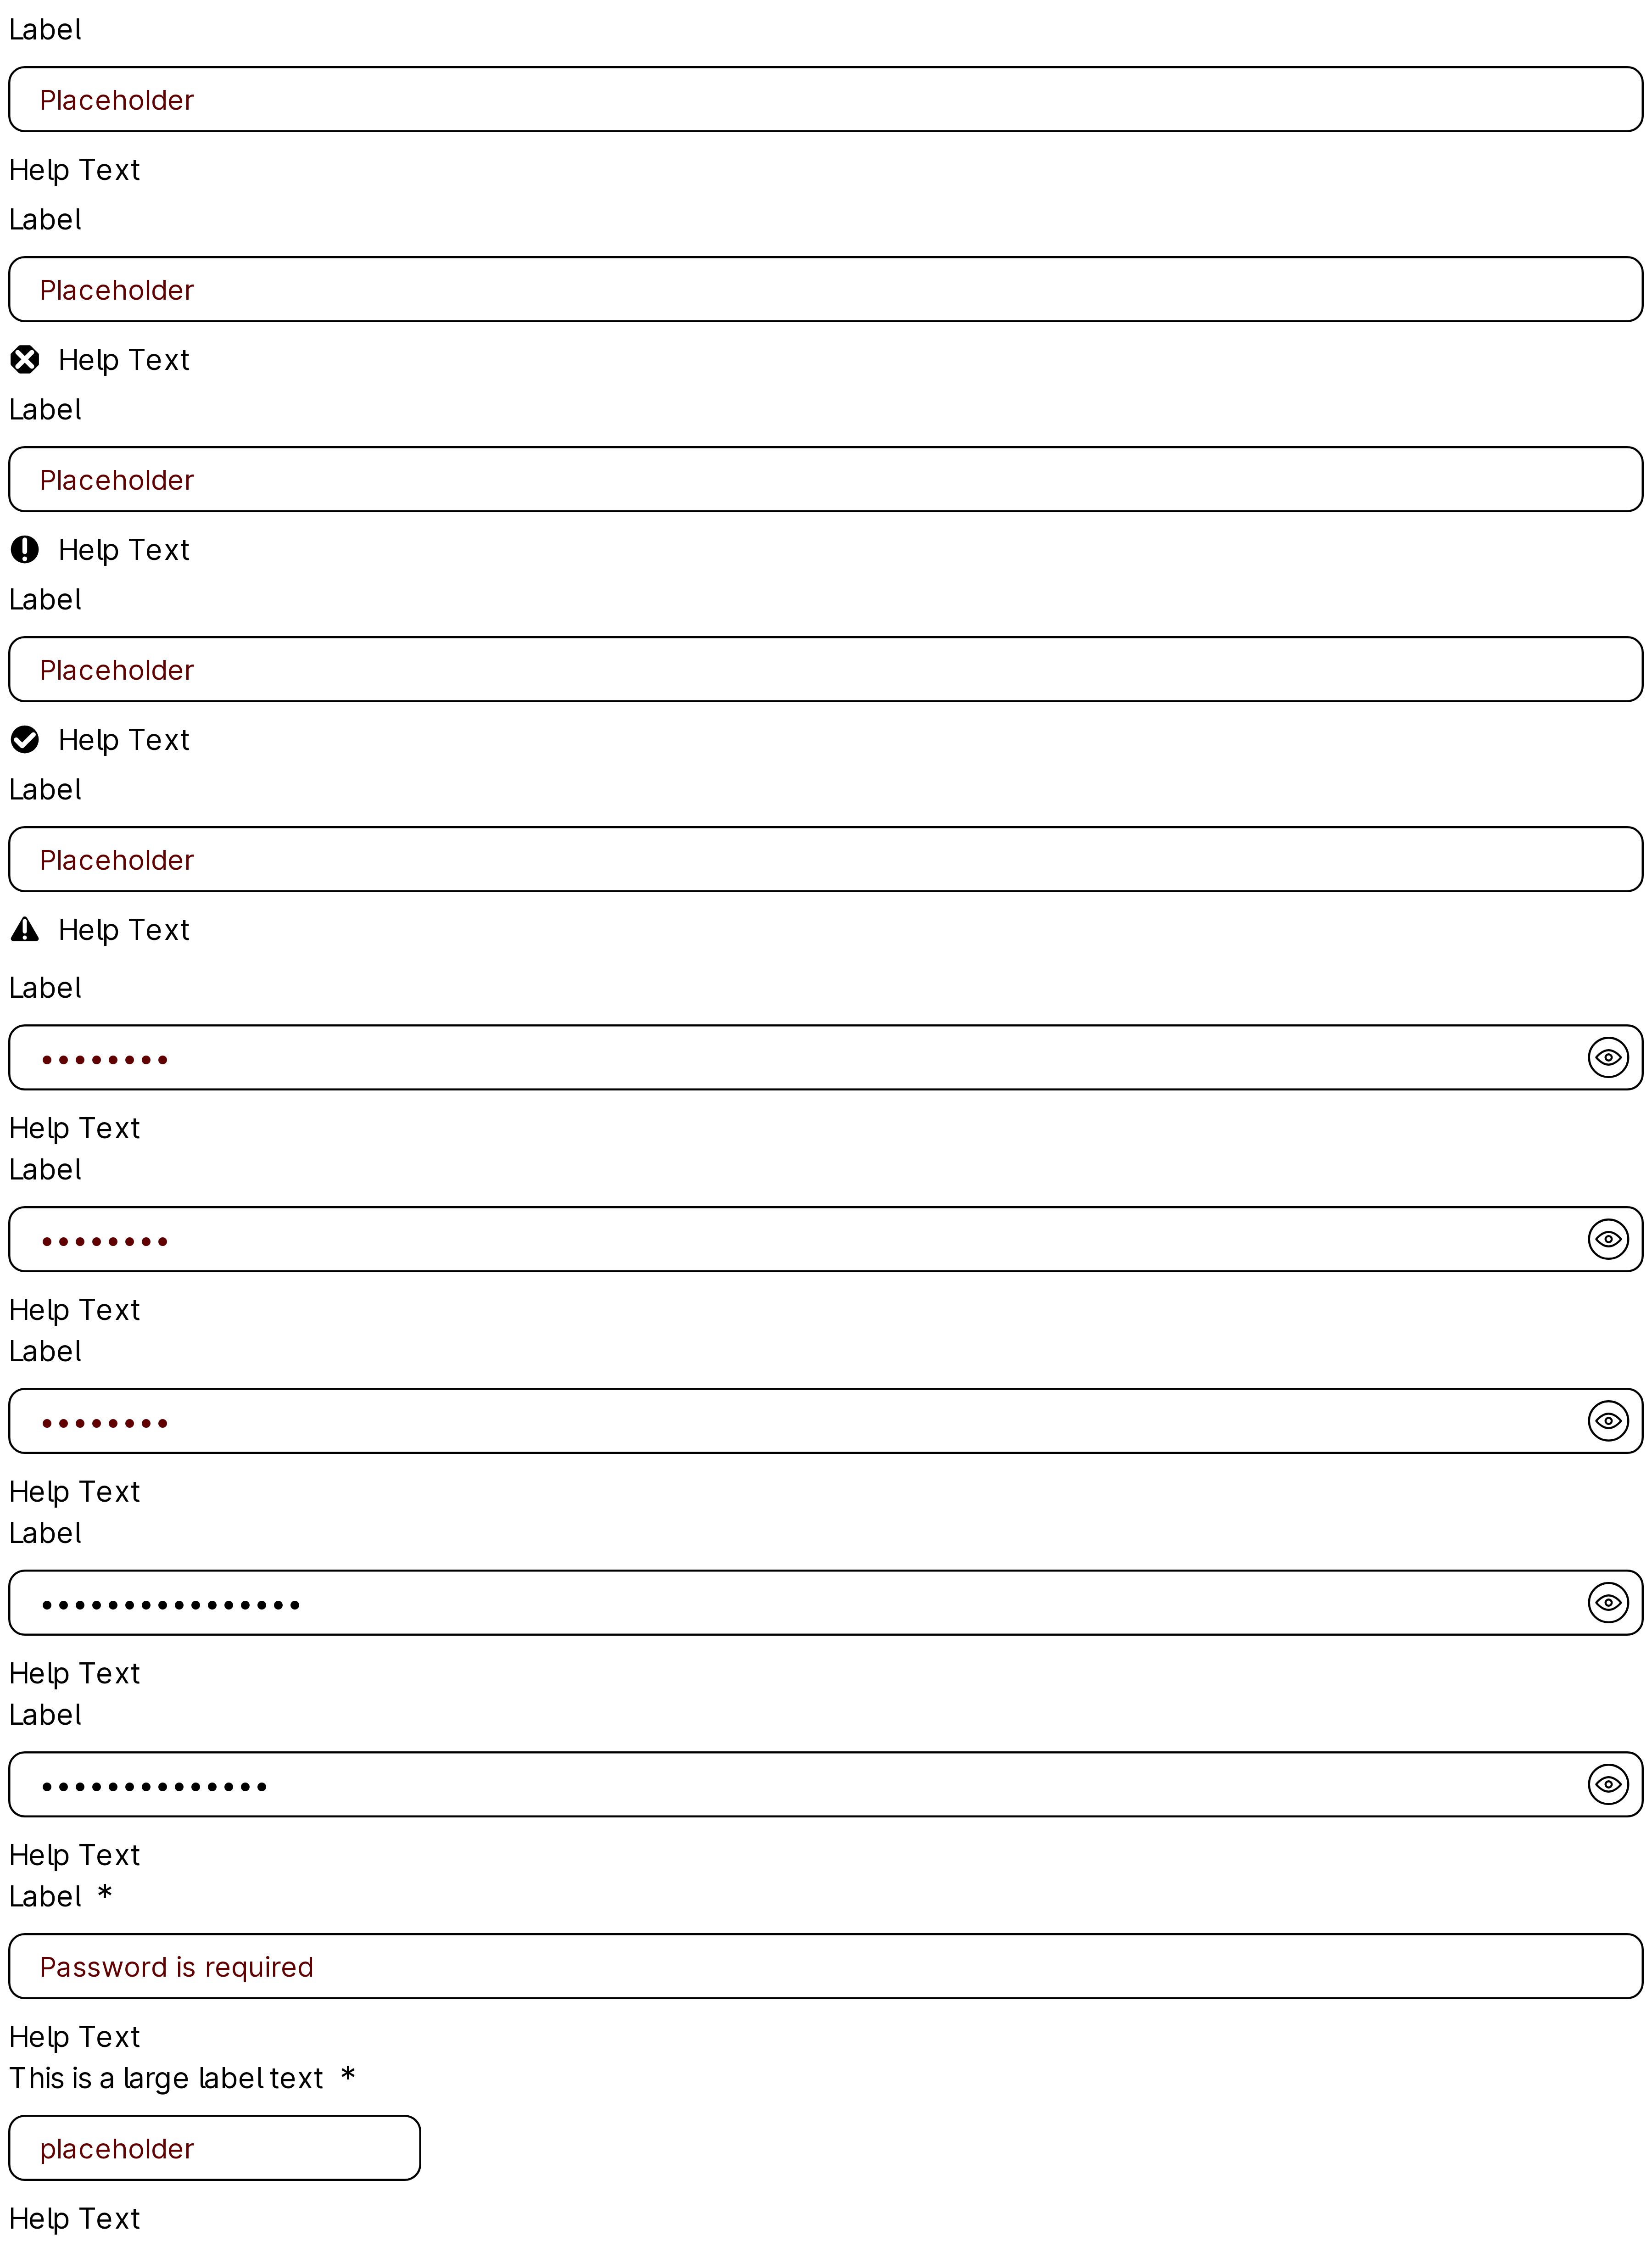 Label
Placeholder
Help Text
Label
Placeholder
Help Text
Label
Placeholder
Help Text
Label
Placeholder
Help Text
Label
Placeholder
Help Text
Label
••••••••
Help Text
Label
••••••••
Help Text
Label
••••••••
Help Text
Label
••••••••••••••••
Help Text
Label
••••••••••••••
Help Text
Label *
Password is required
Help Text
This is a large label text *
placeholder
Help Text